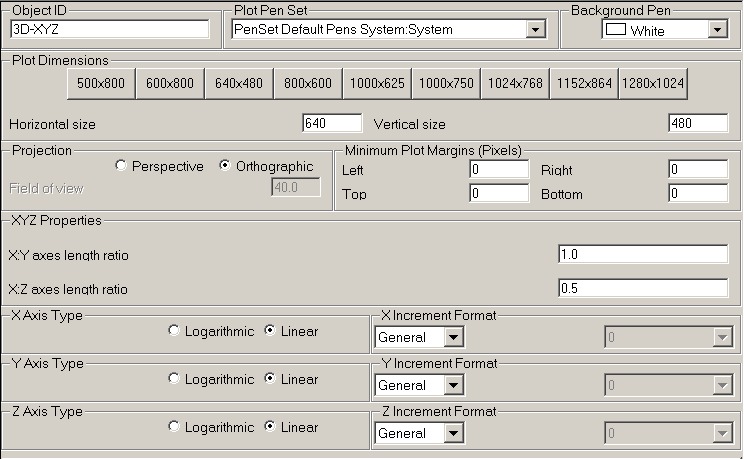 Object ID Plot Pen Set Background Pen
3D-XYZ PenSet Default Pens System:System White
Plot Dimensions
500x800 600x800 640x480 800x600 1000x625 1000x750 1024x768 1152x864 1280x1024
Horizontal size 640 Vertical size 480
Projection Minimum Plot Margins (Pixels)
Perspective Orthographic Left 0 Right 0
Field of view 40.0 Top 0 Bottom 0
XYZ Properties
X:Y axes length ratio 1.0
X:Z axes length ratio 0.5
X Axis Type X Increment Format
Logarithmic Linear General 0
Y Axis Type Y Increment Format
Logarithmic Linear General 0
Z Axis Type Z Increment Format
Logarithmic Linear General 0